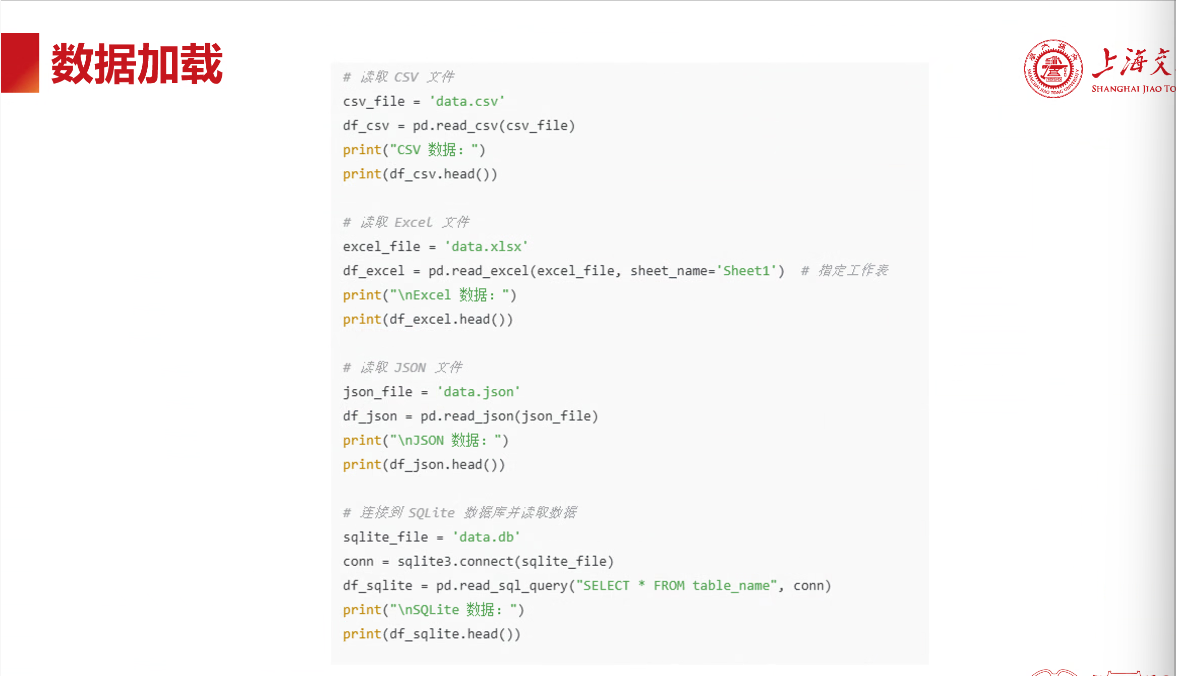 数据加载
上海交
SHANGHAI JIAO TO
# 读取 CSV 文件
csv_file = 'data.csv'
df_csv = pd.read_csv(csv_file)
print("CSV 数据：")
print(df_csv.head())
# 读取 Excel 文件
excel_file = 'data.xlsx'
df_excel = pd.read_excel(excel_file, sheet_name='Sheet1')  # 指定工作表
print("\nExcel 数据：")
print(df_excel.head())
# 读取 JSON 文件
json_file = 'data.json'
df_json = pd.read_json(json_file)
print("\nJSON 数据：")
print(df_json.head())
# 连接到 SQLite 数据库并读取数据
sqlite_file = 'data.db'
conn = sqlite3.connect(sqlite_file)
df_sqlite = pd.read_sql_query("SELECT * FROM table_name", conn)
print("\nSQLite 数据：")
print(df_sqlite.head())